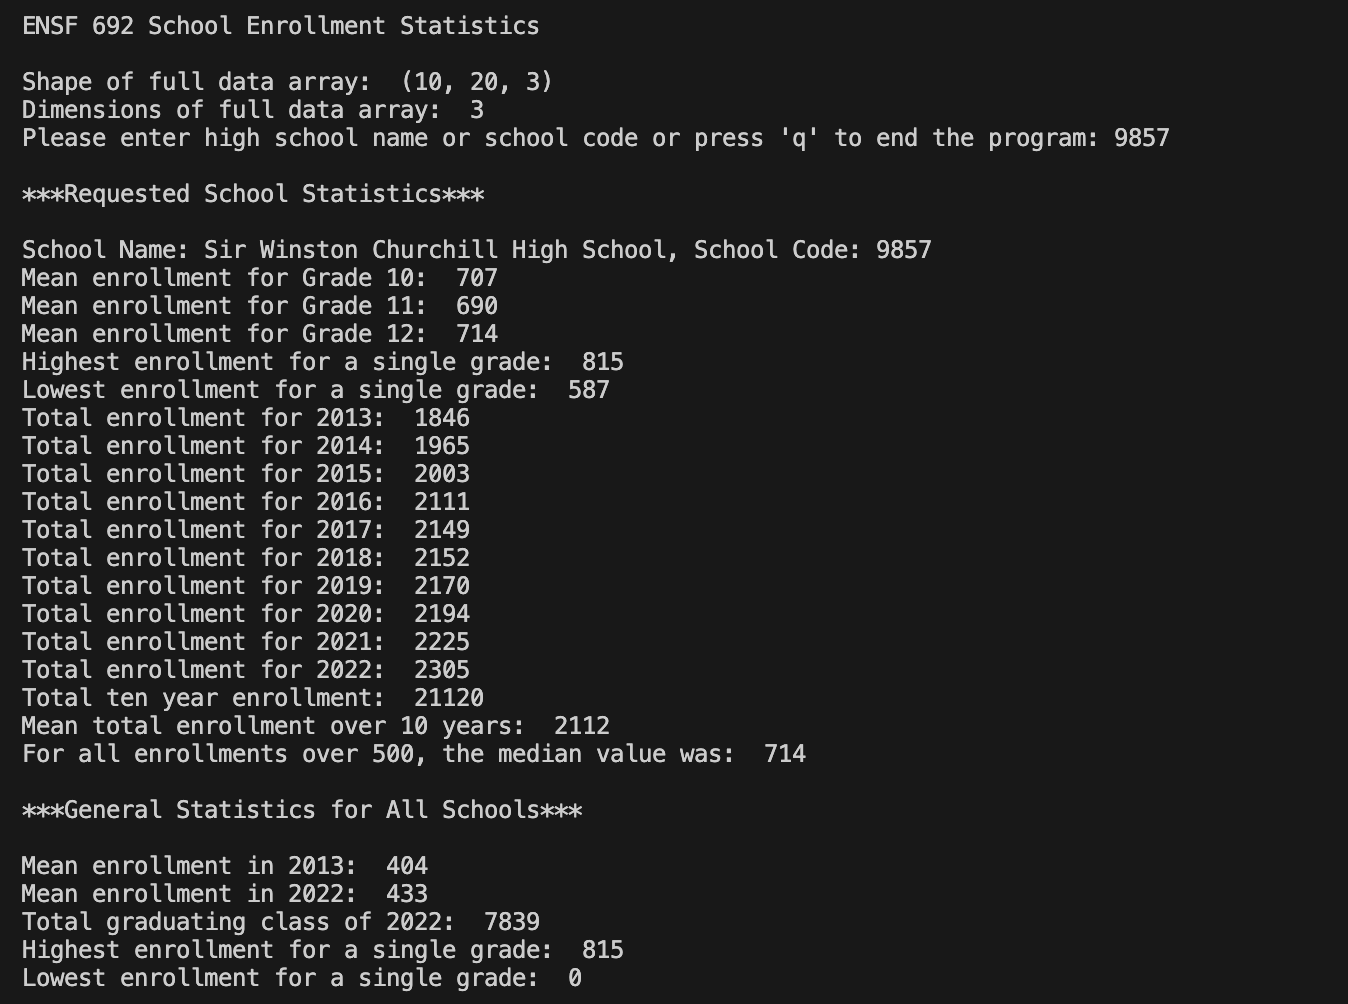 ENSF 692 School Enrollment Statistics
Shape of full data array:  (10, 20, 3)
Dimensions of full data array:  3
Please enter high school name or school code or press 'q' to end the program: 9857
***Requested School Statistics***
School Name: Sir Winston Churchill High School, School Code: 9857
Mean enrollment for Grade 10:  707
Mean enrollment for Grade 11:  690
Mean enrollment for Grade 12:  714
Highest enrollment for a single grade:  815
Lowest enrollment for a single grade:  587
Total enrollment for 2013:  1846
Total enrollment for 2014:  1965
Total enrollment for 2015:  2003
Total enrollment for 2016:  2111
Total enrollment for 2017:  2149
Total enrollment for 2018:  2152
Total enrollment for 2019:  2170
Total enrollment for 2020:  2194
Total enrollment for 2021:  2225
Total enrollment for 2022:  2305
Total ten year enrollment:  21120
Mean total enrollment over 10 years:  2112
For all enrollments over 500, the median value was:  714
***General Statistics for All Schools***
Mean enrollment in 2013:  404
Mean enrollment in 2022:  433
Total graduating class of 2022:  7839
Highest enrollment for a single grade:  815
Lowest enrollment for a single grade:  0